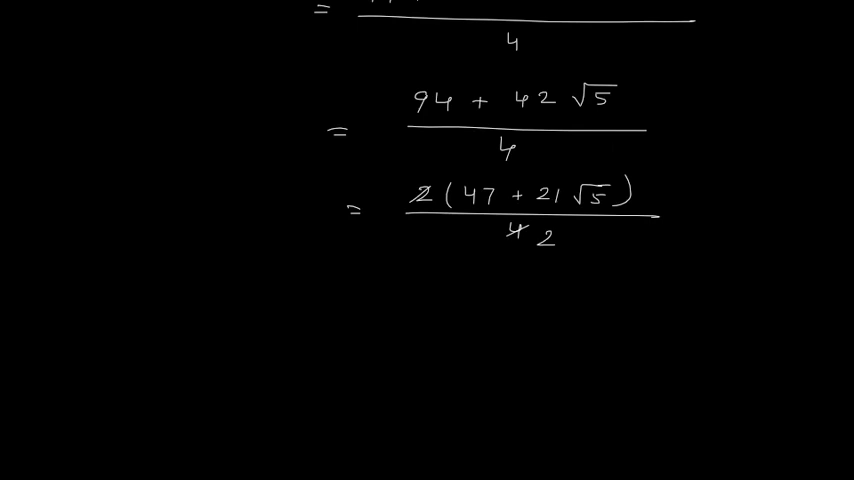 =
4
94 + 42 √5
=
4
= 2 ( 47 + 21 √5 )
4 2